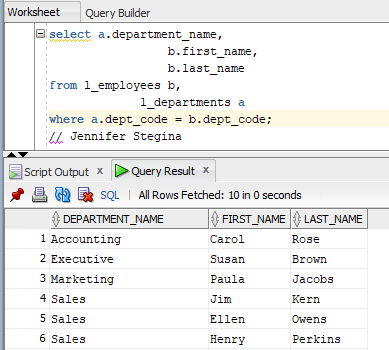 Worksheet Query Builder
select a.department_name,
b.first_name,
b.last_name
from l_employees b,
l_departments a
where a.dept_code = b.dept_code;
// Jennifer Stegina
Script Output x Query Result x
SQL | All Rows Fetched: 10 in 0 seconds
DEPARTMENT_NAME FIRST_NAME LAST_NAME
1 Accounting Carol Rose
2 Executive Susan Brown
3 Marketing Paula Jacobs
4 Sales Jim Kern
5 Sales Ellen Owens
6 Sales Henry Perkins